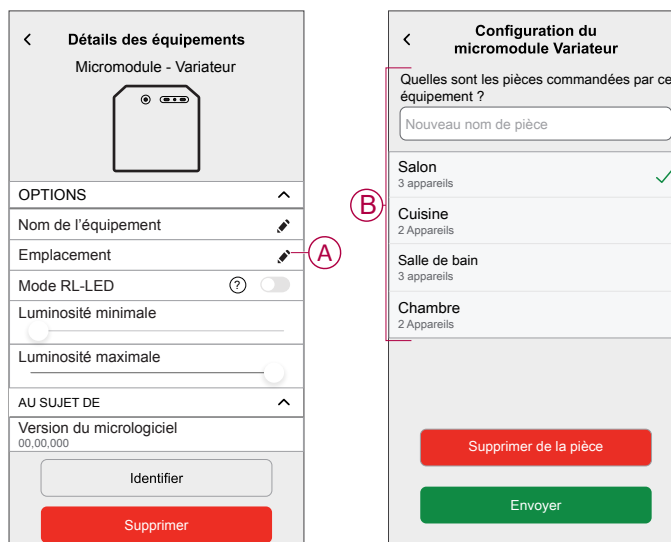 Détails des équipements
Micromodule - Variateur
OPTIONS
Nom de l'équipement
Emplacement
A
Mode RL-LED
?
Luminosité minimale
Luminosité maximale
AU SUJET DE
Version du micrologiciel
00,00,000
Identifier
Supprimer
Configuration du
micromodule Variateur
Quelles sont les pièces commandées par ce
équipement ?
Nouveau nom de pièce
B
Salon
3 appareils
Cuisine
2 Appareils
Salle de bain
3 appareils
Chambre
2 Appareils
Supprimer de la pièce
Envoyer